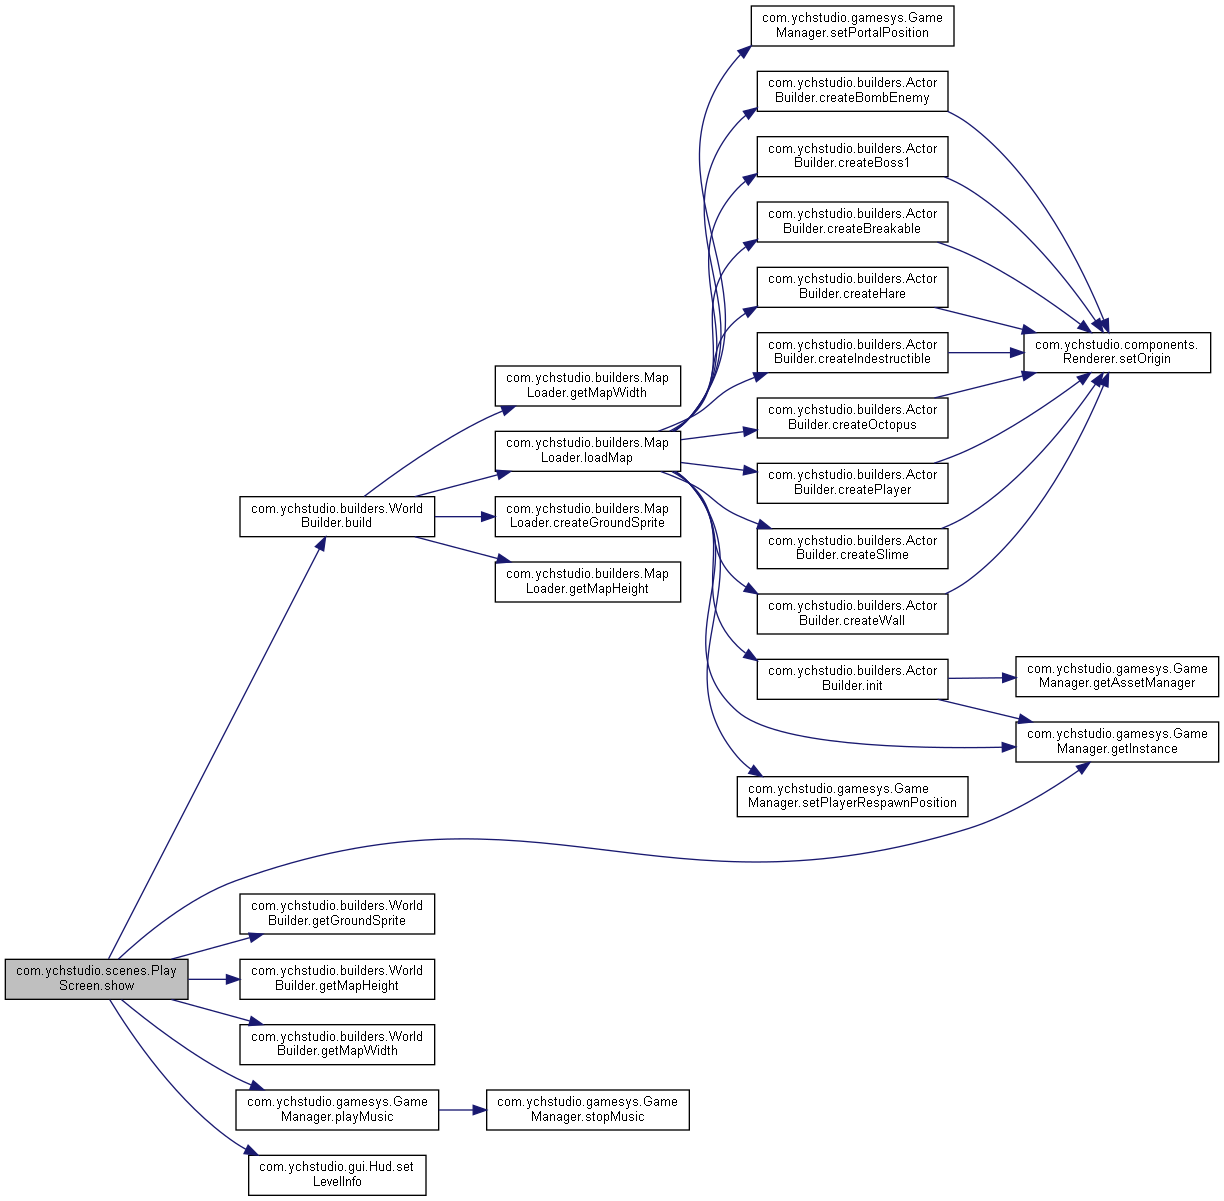 com.ychstudio.gamesys.Game
Manager.setPortalPosition
com.ychstudio.builders.Actor
Builder.createBombEnemy
com.ychstudio.builders.Actor
Builder.createBoss1
com.ychstudio.builders.Actor
Builder.createBreakable
com.ychstudio.builders.Actor
Builder.createHare
com.ychstudio.builders.Actor
Builder.createIndestructible
com.ychstudio.components.
Renderer.setOrigin
com.ychstudio.builders.Map
Loader.getMapWidth
com.ychstudio.builders.Actor
Builder.createOctopus
com.ychstudio.builders.Map
Loader.loadMap
com.ychstudio.builders.Actor
Builder.createPlayer
com.ychstudio.builders.World
Builder.build
com.ychstudio.builders.Map
Loader.createGroundSprite
com.ychstudio.builders.Actor
Builder.createSlime
com.ychstudio.builders.Map
Loader.getMapHeight
com.ychstudio.builders.Actor
Builder.createWall
com.ychstudio.builders.Actor
Builder.init
com.ychstudio.gamesys.Game
Manager.getAssetManager
com.ychstudio.gamesys.Game
Manager.getInstance
com.ychstudio.gamesys.Game
Manager.setPlayerRespawnPosition
com.ychstudio.builders.World
Builder.getGroundSprite
com.ychstudio.scenes.Play
Screen.show
com.ychstudio.builders.World
Builder.getMapHeight
com.ychstudio.builders.World
Builder.getMapWidth
com.ychstudio.gamesys.Game
Manager.playMusic
com.ychstudio.gamesys.Game
Manager.stopMusic
com.ychstudio.gui.Hud.set
LevelInfo